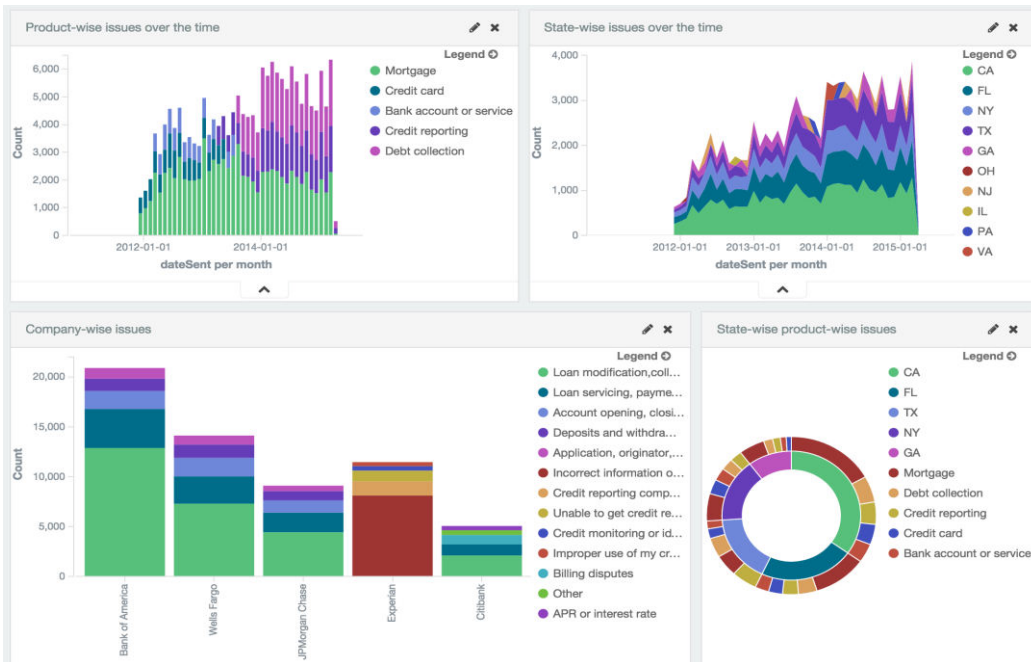 Product-wise issues over the time
Legend
Mortgage
Credit card
Bank account or service
Credit reporting
Debt collection
Count
6,000
5,000
4,000
3,000
2,000
1,000
0
2012-01-01
2014-01-01
dateSent per month
State-wise issues over the time
Legend
CA
FL
NY
TX
GA
OH
NJ
IL
PA
VA
Count
4,000
3,000
2,000
1,000
0
2012-01-01
2013-01-01
2014-01-01
2015-01-01
dateSent per month
Company-wise issues
Legend
Loan modification,coll...
Loan servicing, payme...
Account opening, closi...
Deposits and withdra...
Application, originator,...
Incorrect information o...
Credit reporting comp...
Unable to get credit re...
Credit monitoring or id...
Improper use of my cr...
Billing disputes
Other
APR or interest rate
Count
20,000
15,000
10,000
5,000
0
Bank of America
Wells Fargo
JPMorgan Chase
Experian
Citibank
State-wise product-wise issues
Legend
CA
FL
TX
NY
GA
Mortgage
Debt collection
Credit reporting
Credit card
Bank account or service